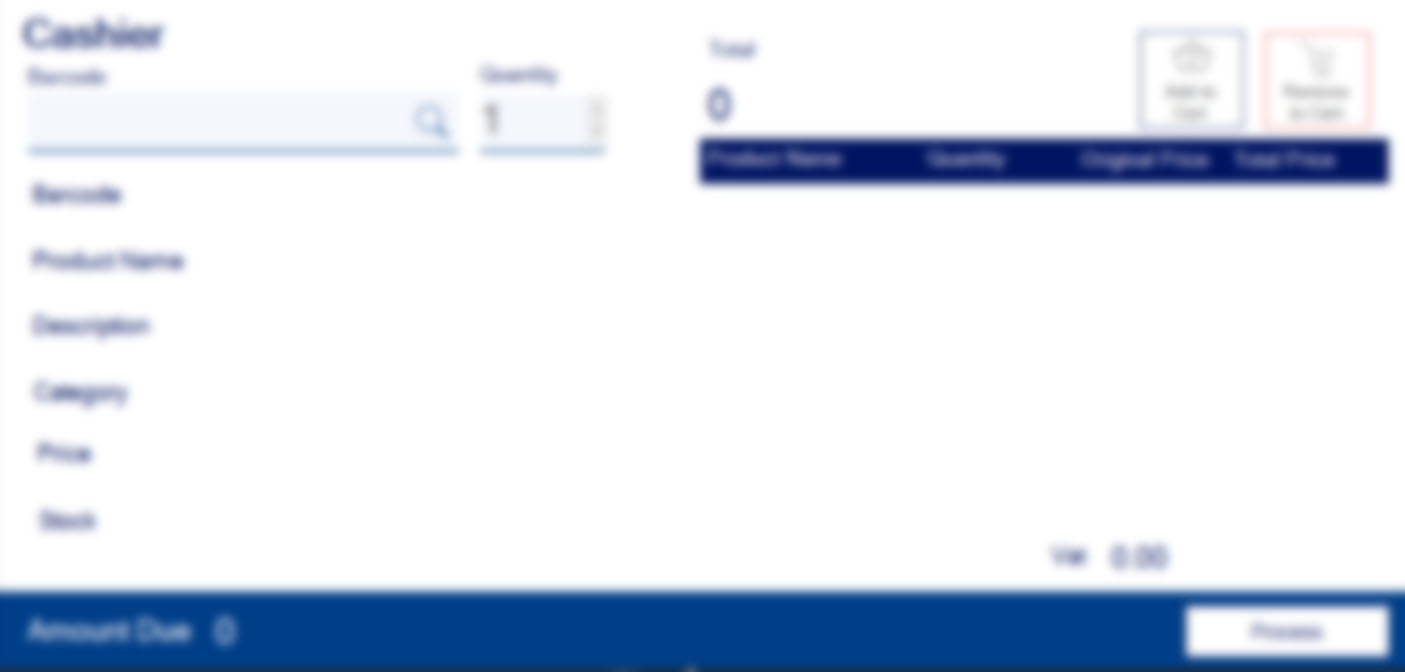 Cashier
Barcode
Quantity
1
Barcode
Product Name
Description
Category
Price
Stock
Total
0
Add to
Cart
Remove
to Cart
Product Name Quantity Original Price Total Price
Vat 0.00
Amount Due 0
Process